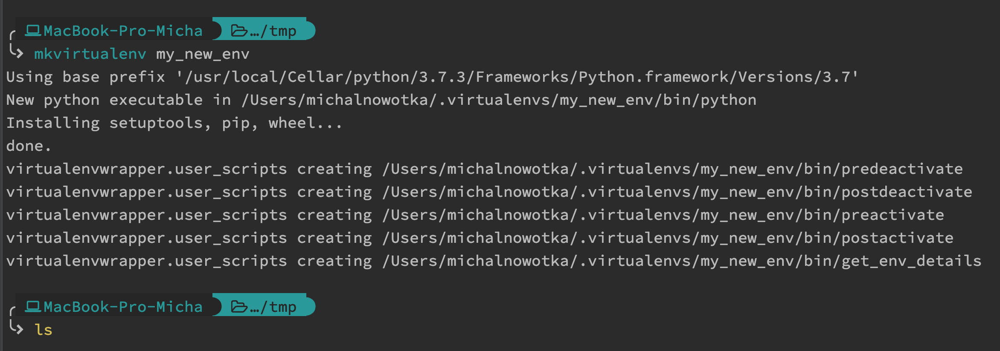 MacBook-Pro-Micha …/tmp
mkvirtualenv my_new_env
Using base prefix '/usr/local/Cellar/python/3.7.3/Frameworks/Python.framework/Versions/3.7'
New python executable in /Users/michalnowotka/.virtualenvs/my_new_env/bin/python
Installing setuptools, pip, wheel...
done.
virtualenvwrapper.user_scripts creating /Users/michalnowotka/.virtualenvs/my_new_env/bin/predeactivate
virtualenvwrapper.user_scripts creating /Users/michalnowotka/.virtualenvs/my_new_env/bin/postdeactivate
virtualenvwrapper.user_scripts creating /Users/michalnowotka/.virtualenvs/my_new_env/bin/preactivate
virtualenvwrapper.user_scripts creating /Users/michalnowotka/.virtualenvs/my_new_env/bin/postactivate
virtualenvwrapper.user_scripts creating /Users/michalnowotka/.virtualenvs/my_new_env/bin/get_env_details
MacBook-Pro-Micha …/tmp
ls